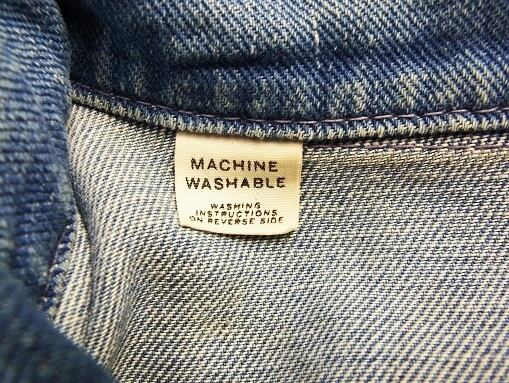 MACHINE
WASHABLE
WASHING
INSTRUCTIONS
ON REVERSE SIDE